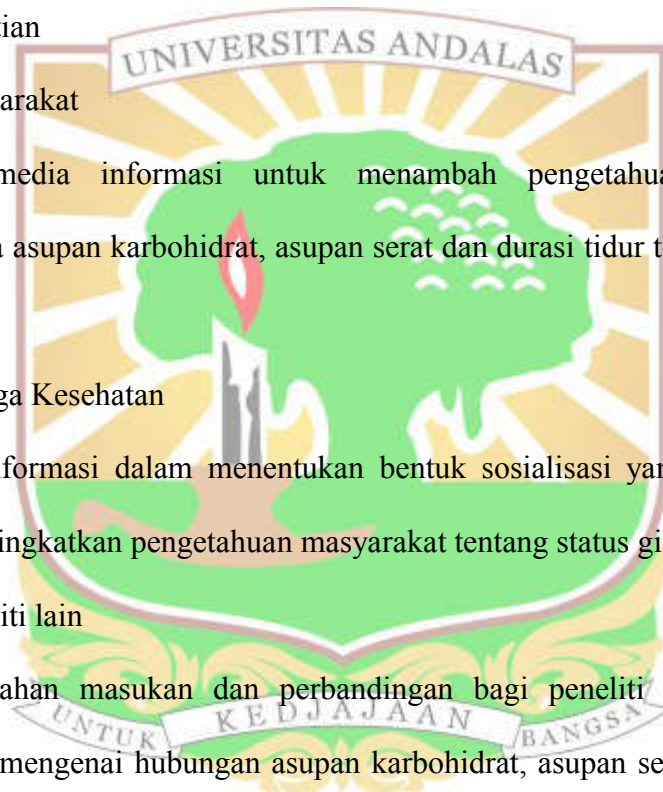 tian
UNIVERSITAS ANDALAS
arakat
media informasi untuk menambah pengetahua
asupan karbohidrat, asupan serat dan durasi tidur t
ga Kesehatan
formasi dalam menentukan bentuk sosialisasi yan
ingkatkan pengetahuan masyarakat tentang status gi
iti lain
ahan masukan dan perbandingan bagi peneliti
UNTUK KEDJAJAAN BANGSA
mengenai hubungan asupan karbohidrat, asupan se